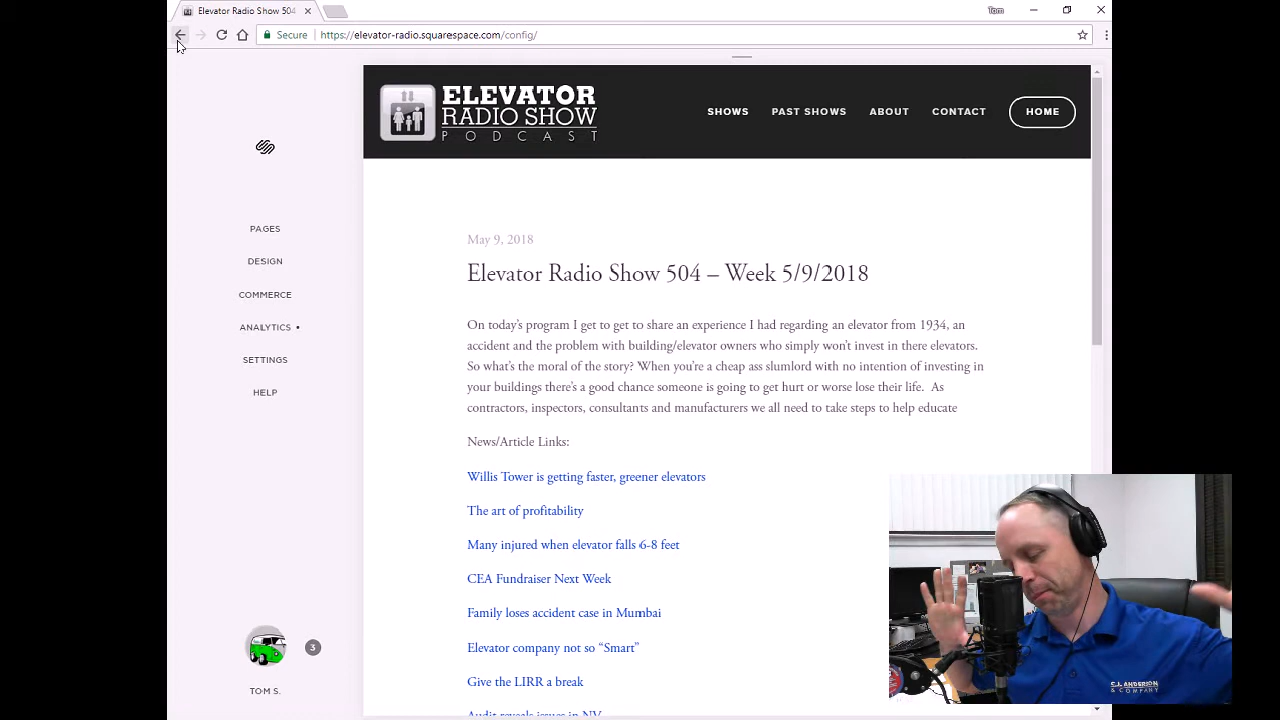 Elevator Radio Show 504
Tom
Secure
https://elevator-radio.squarespace.com/config/
ELEVATOR
RADIO SHOW
PODCAST
SHOWS
PAST SHOWS
ABOUT
CONTACT
HOME
PAGES
DESIGN
COMMERCE
ANALYTICS •
SETTINGS
HELP
3
TOM S.
May 9, 2018
Elevator Radio Show 504 – Week 5/9/2018
On today's program I get to get to share an experience I had regarding an elevator from 1934, an
accident and the problem with building/elevator owners who simply won't invest in there elevators.
So what's the moral of the story? When you're a cheap ass slumlord with no intention of investing in
your buildings there's a good chance someone is going to get hurt or worse lose their life. As
contractors, inspectors, consultants and manufacturers we all need to take steps to help educate
News/Article Links:
Willis Tower is getting faster, greener elevators
The art of profitability
Many injured when elevator falls 6-8 feet
CEA Fundraiser Next Week
Family loses accident case in Mumbai
Elevator company not so “Smart”
Give the LIRR a break
Audit reveals issues in NV
C.J. ANDERSON
& COMPANY